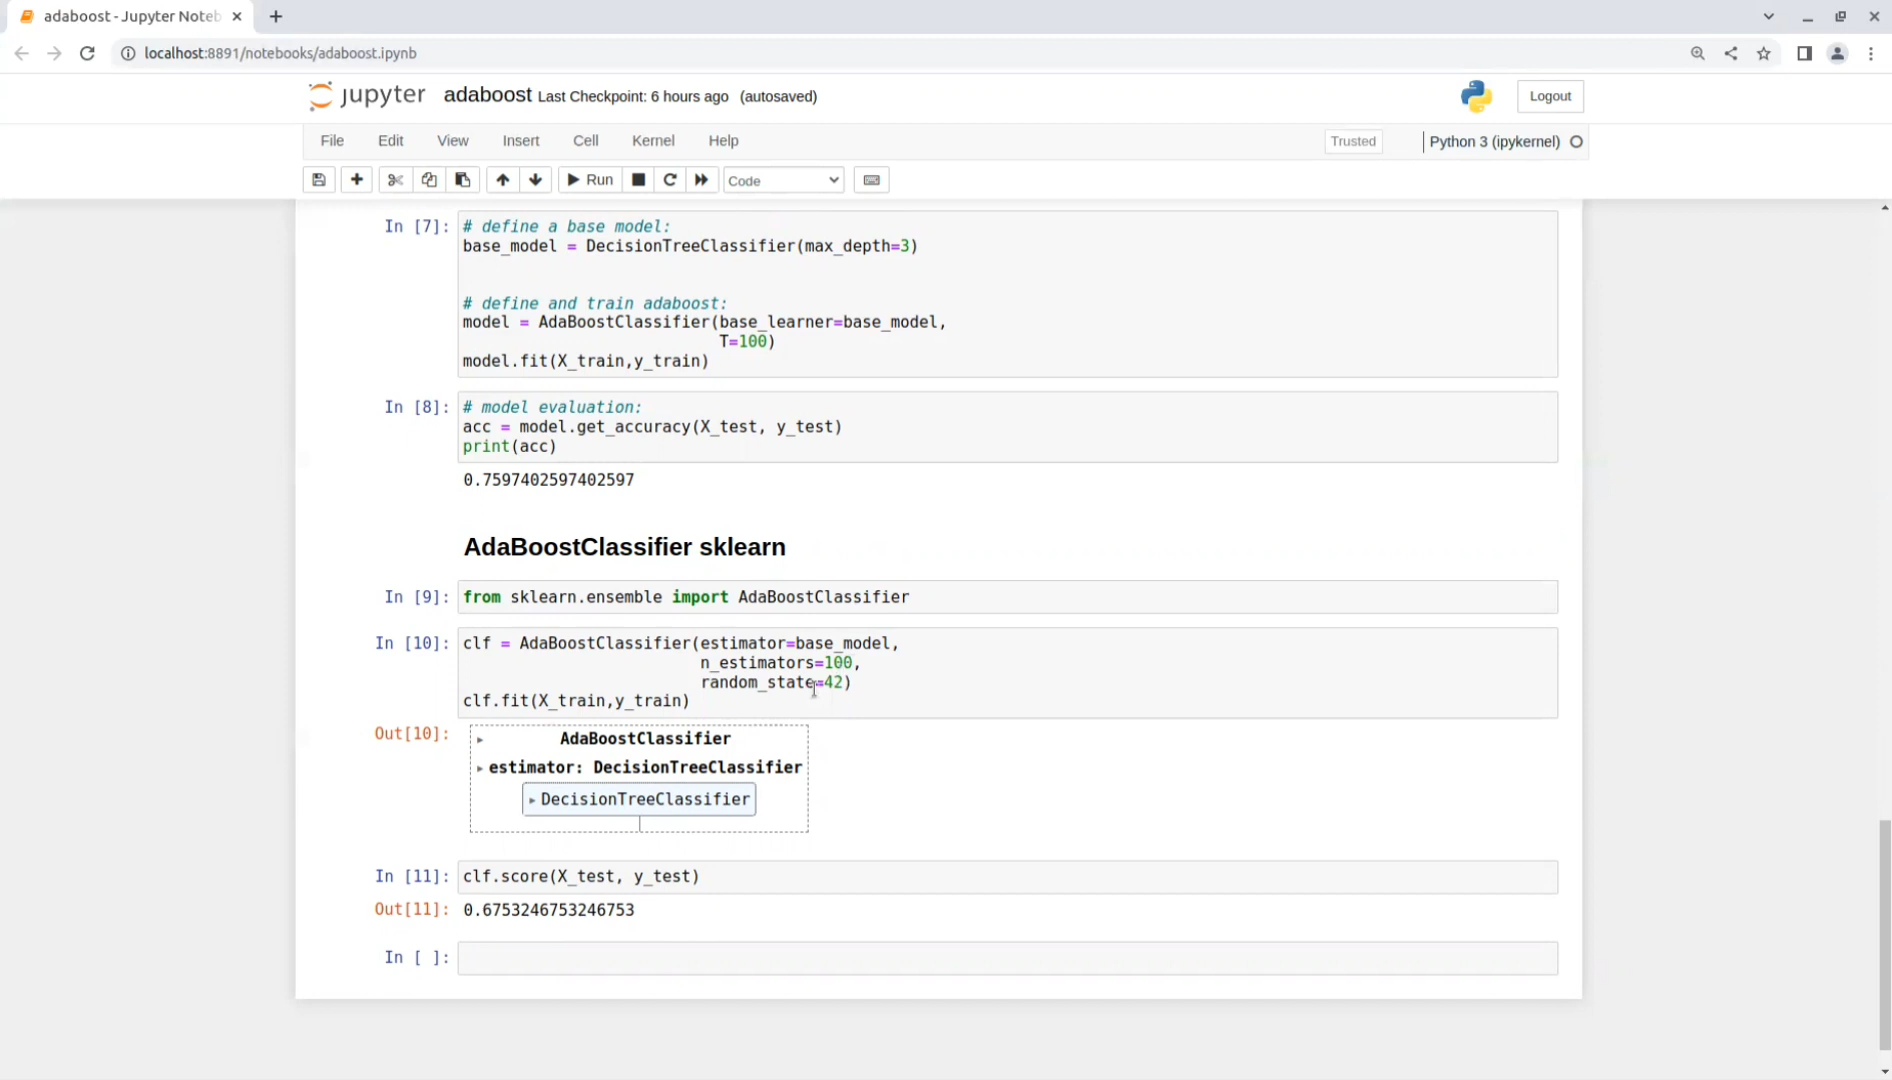 adaboost - Jupyter Noteb
localhost:8891/notebooks/adaboost.ipynb
jupyter adaboost Last Checkpoint: 6 hours ago (autosaved)
Logout
File Edit View Insert Cell Kernel Help
Trusted
Python 3 (ipykernel)
Run
Code
In [7]:
# define a base model:
base_model = DecisionTreeClassifier(max_depth=3)
# define and train adaboost:
model = AdaBoostClassifier(base_learner=base_model,
T=100)
model.fit(X_train,y_train)
In [8]:
# model evaluation:
acc = model.get_accuracy(X_test, y_test)
print(acc)
0.7597402597402597
AdaBoostClassifier sklearn
In [9]:
from sklearn.ensemble import AdaBoostClassifier
In [10]:
clf = AdaBoostClassifier(estimator=base_model,
n_estimators=100,
random_state=42)
clf.fit(X_train,y_train)
Out[10]:
AdaBoostClassifier
estimator: DecisionTreeClassifier
DecisionTreeClassifier
In [11]:
clf.score(X_test, y_test)
Out[11]:
0.6753246753246753
In [ ]: